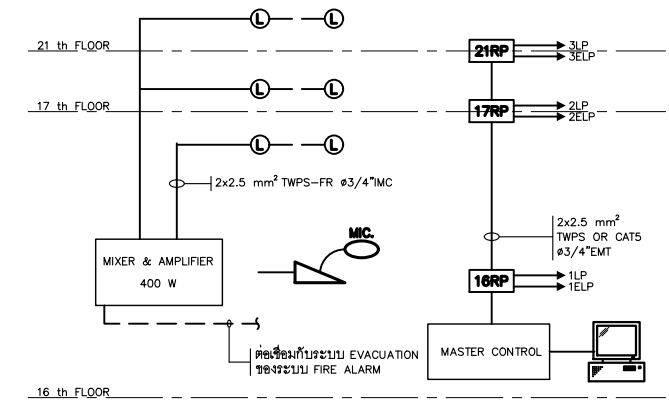 L L
21 th FLOOR
21RP
3LP
3ELP
L L
17 th FLOOR
17RP
2LP
2ELP
L L
2x2.5 mm² TWPS-FR ø3/4"IMC
MIC.
2x2.5 mm²
TWPS OR CAT5
ø3/4"EMT
MIXER & AMPLIFIER
400 W
16RP
1LP
1ELP
MASTER CONTROL
ต่อเชื่อมกับระบบ EVACUATION
ของระบบ FIRE ALARM
16 th FLOOR